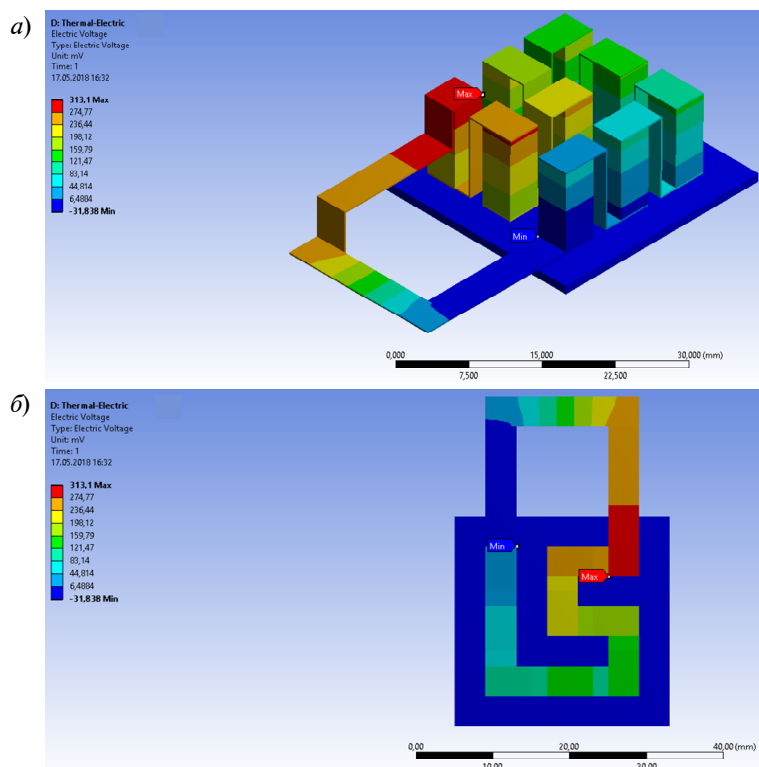 а)
D: Thermal-Electric
Electric Voltage
Type: Electric Voltage
Unit: mV
Time: 1
17.05.2018 16:32
313,1 Max
274,77
236,44
198,12
159,79
121,47
83,14
44,814
6,4884
-31,838 Min
Max
Min
0,000 15,000 30,000 (mm)
7,500 22,500
б)
D: Thermal-Electric
Electric Voltage
Type: Electric Voltage
Unit: mV
Time: 1
17.05.2018 16:32
313,1 Max
274,77
236,44
198,12
159,79
121,47
83,14
44,814
6,4884
-31,838 Min
Min
Max
0,00 20,00 40,00 (mm)
10,00 30,00